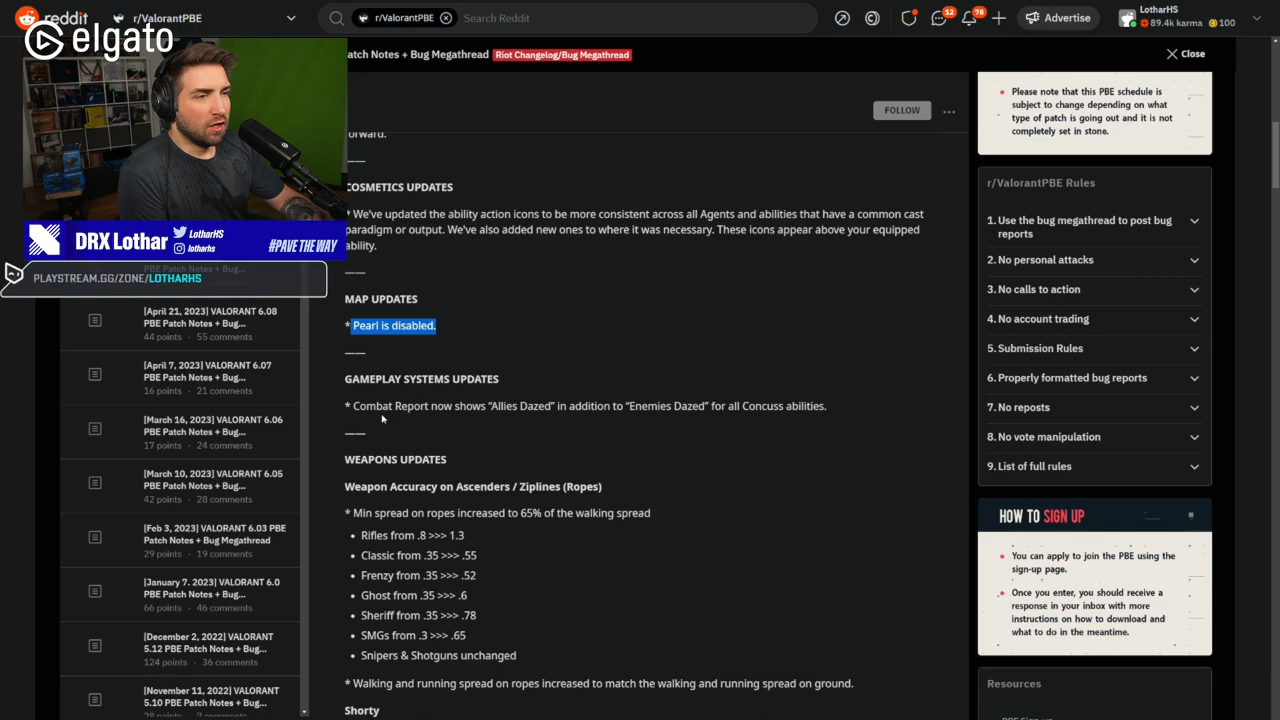 reddit
r/ValorantPBE
r/ValorantPBE
Search Reddit
12
78
Advertise
LotharHS
89.4k karma
100
elgato
atch Notes + Bug Megathread
Riot Changelog/Bug Megathread
Close
FOLLOW
forward.
——
COSMETICS UPDATES
* We've updated the ability action icons to be more consistent across all Agents and abilities that have a common cast
paradigm or output. We've also added new ones to where it was necessary. These icons appear above your equipped
ability.
——
MAP UPDATES
* Pearl is disabled.
——
GAMEPLAY SYSTEMS UPDATES
* Combat Report now shows “Allies Dazed” in addition to “Enemies Dazed” for all Concuss abilities.
——
WEAPONS UPDATES
Weapon Accuracy on Ascenders / Ziplines (Ropes)
* Min spread on ropes increased to 65% of the walking spread
• Rifles from .8 >>> 1.3
• Classic from .35 >>> .55
• Frenzy from .35 >>> .52
• Ghost from .35 >>> .6
• Sheriff from .35 >>> .78
• SMGs from .3 >>> .65
• Snipers & Shotguns unchanged
* Walking and running spread on ropes increased to match the walking and running spread on ground.
Shorty
DRX Lothar
LotharHS
lotharhs
#PAVE THE WAY
PLAYSTREAM.GG/ZONE/LOTHARHS
PBE Patch Notes + Bug...
[April 21, 2023] VALORANT 6.08
PBE Patch Notes + Bug...
44 points • 55 comments
[April 7, 2023] VALORANT 6.07
PBE Patch Notes + Bug...
16 points • 21 comments
[March 16, 2023] VALORANT 6.06
PBE Patch Notes + Bug...
17 points • 24 comments
[March 10, 2023] VALORANT 6.05
PBE Patch Notes + Bug...
42 points • 28 comments
[Feb 3, 2023] VALORANT 6.03 PBE
Patch Notes + Bug Megathread
29 points • 19 comments
[January 7. 2023] VALORANT 6.0
PBE Patch Notes + Bug...
66 points • 46 comments
[December 2, 2022] VALORANT
5.12 PBE Patch Notes + Bug...
124 points • 36 comments
[November 11, 2022] VALORANT
5.10 PBE Patch Notes + Bug...
• Please note that this PBE schedule is
subject to change depending on what
type of patch is going out and it is not
completely set in stone.
r/ValorantPBE Rules
1. Use the bug megathread to post bug
reports
2. No personal attacks
3. No calls to action
4. No account trading
5. Submission Rules
6. Properly formatted bug reports
7. No reposts
8. No vote manipulation
9. List of full rules
HOW TO SIGN UP
• You can apply to join the PBE using the
sign-up page.
• Once you enter, you should receive a
response in your inbox with more
instructions on how to download and
what to do in the meantime.
Resources